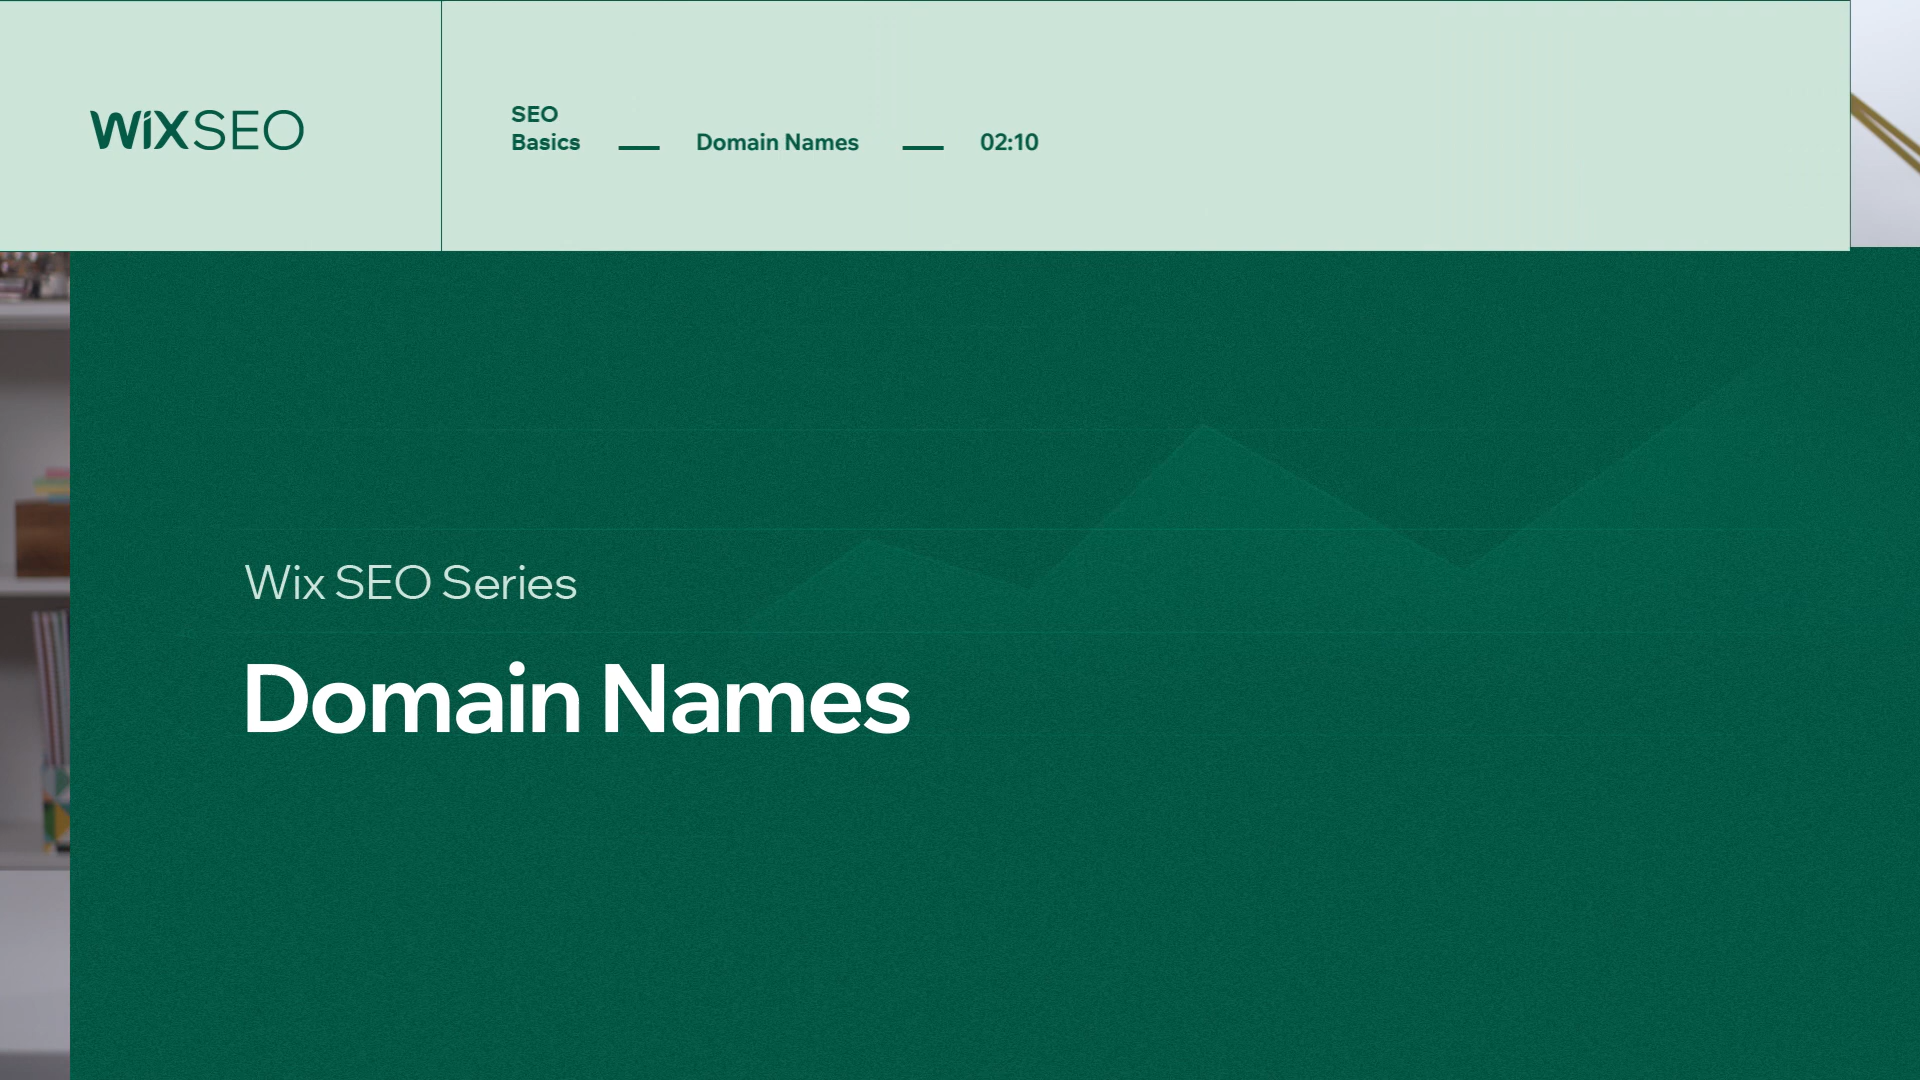 WiXSEO
SEO
Basics — Domain Names — 02:10
Wix SEO Series
Domain Names